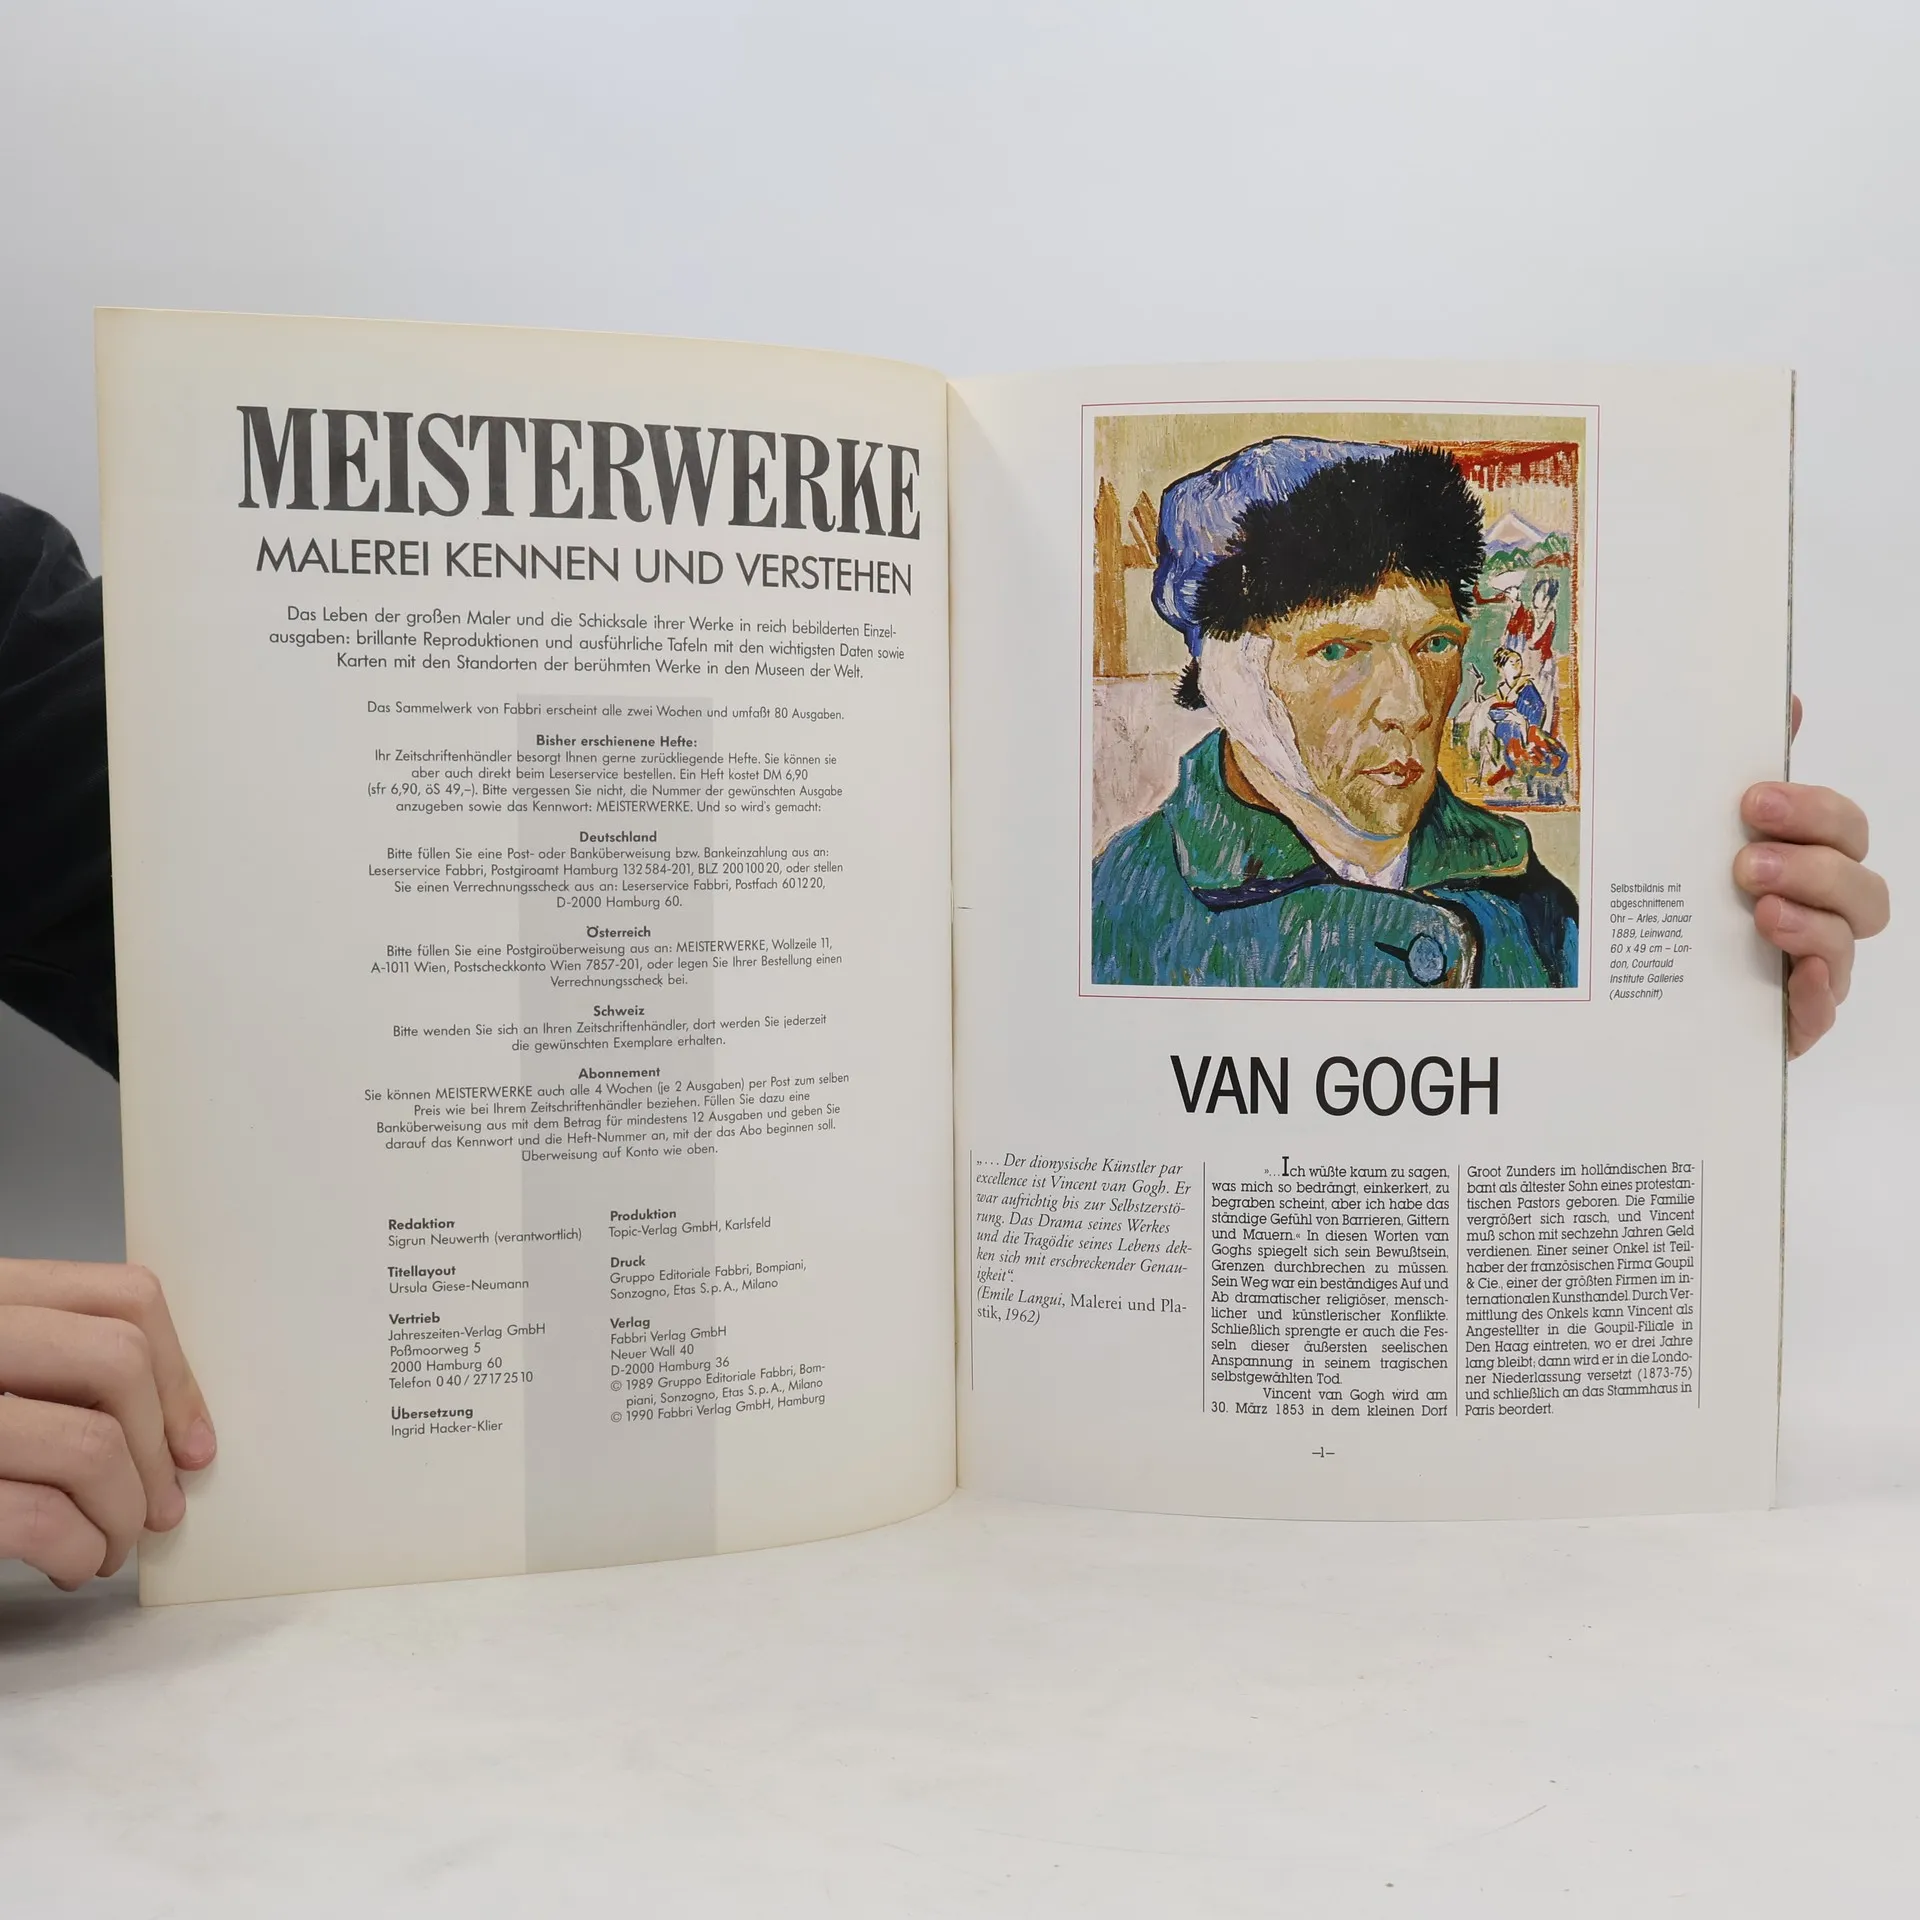 MEISTERWERKE
MALEREI KENNEN UND VERSTEHEN
Das Leben der großen Maler und die Schicksale ihrer Werke in reich bebilderten Einzel-
ausgaben: brillante Reproduktionen und ausführliche Tafeln mit den wichtigsten Daten sowie
Karten mit den Standorten der berühmten Werke in den Museen der Welt.
Das Sammelwerk von Fabbri erscheint alle zwei Wochen und umfaßt 80 Ausgaben.
Bisher erschienene Hefte:
Ihr Zeitschriftenhändler besorgt Ihnen gerne zurückliegende Hefte. Sie können sie
aber auch direkt beim Leserservice bestellen. Ein Heft kostet DM 6,90
(sfr 6,90, öS 49,–). Bitte vergessen Sie nicht, die Nummer der gewünschten Ausgabe
anzugeben sowie das Kennwort: MEISTERWERKE. Und so wird's gemacht:
Deutschland
Bitte füllen Sie eine Post- oder Banküberweisung bzw. Bankeinzahlung aus an:
Leserservice Fabbri, Postgiroamt Hamburg 132584-201, BLZ 20010020, oder stellen
Sie einen Verrechnungsscheck aus an: Leserservice Fabbri, Postfach 601220,
D-2000 Hamburg 60.
Österreich
Bitte füllen Sie eine Postgiroüberweisung aus an: MEISTERWERKE, Wollzeile 11,
A-1011 Wien, Postscheckkonto Wien 7857-201, oder legen Sie Ihrer Bestellung einen
Verrechnungsscheck bei.
Schweiz
Bitte wenden Sie sich an Ihren Zeitschriftenhändler, dort werden Sie jederzeit
die gewünschten Exemplare erhalten.
Abonnement
Sie können MEISTERWERKE auch alle 4 Wochen (je 2 Ausgaben) per Post zum selben
Preis wie bei Ihrem Zeitschriftenhändler beziehen. Füllen Sie dazu eine
Banküberweisung aus mit dem Betrag für mindestens 12 Ausgaben und geben Sie
darauf das Kennwort und die Heft-Nummer an, mit der das Abo beginnen soll.
Überweisung auf Konto wie oben.
Redaktion
Sigrun Neuwerth (verantwortlich)
Titellayout
Ursula Giese-Neumann
Vertrieb
Jahreszeiten-Verlag GmbH
Poßmoorweg 5
2000 Hamburg 60
Telefon 040/27172510
Übersetzung
Ingrid Hacker-Klier
Produktion
Topic-Verlag GmbH, Karlsfeld
Druck
Gruppo Editoriale Fabbri, Bompiani,
Sonzogno, Etas S.p.A., Milano
Verlag
Fabbri Verlag GmbH
Neuer Wall 40
D-2000 Hamburg 36
© 1989 Gruppo Editoriale Fabbri, Bom-
piani, Sonzogno, Etas S.p.A., Milano
© 1990 Fabbri Verlag GmbH, Hamburg
Selbstbildnis mit
abgeschnittenem
Ohr – Arles, Januar
1889, Leinwand,
60 x 49 cm – Lon-
don, Courtauld
Institute Galleries
(Ausschnitt)
VAN GOGH
„... Der dionysische Künstler par
excellence ist Vincent van Gogh. Er
war aufrichtig bis zur Selbstzerstö-
rung. Das Drama seines Werkes
und die Tragödie seines Lebens dek-
ken sich mit erschreckender Genau-
igkeit“.
(Emile Langui, Malerei und Pla-
stik, 1962)
»...Ich wüßte kaum zu sagen,
was mich so bedrängt, einkerkert, zu
begraben scheint, aber ich habe das
ständige Gefühl von Barrieren, Gittern
und Mauern.« In diesen Worten van
Goghs spiegelt sich sein Bewußtsein,
Grenzen durchbrechen zu müssen.
Sein Weg war ein beständiges Auf und
Ab dramatischer religiöser, mensch-
licher und künstlerischer Konflikte.
Schließlich sprengte er auch die Fes-
seln dieser äußersten seelischen
Anspannung in seinem tragischen
selbstgewählten Tod.
Vincent van Gogh wird am
30. März 1853 in dem kleinen Dorf
Groot Zunders im holländischen Bra-
bant als ältester Sohn eines protestan-
tischen Pastors geboren. Die Familie
vergrößert sich rasch, und Vincent
muß schon mit sechzehn Jahren Geld
verdienen. Einer seiner Onkel ist Teil-
haber der französischen Firma Goupil
& Cie., einer der größten Firmen im in-
ternationalen Kunsthandel. Durch Ver-
mittlung des Onkels kann Vincent als
Angestellter in die Goupil-Filiale in
Den Haag eintreten, wo er drei Jahre
lang bleibt; dann wird er in die Londo-
ner Niederlassung versetzt (1873-75)
und schließlich an das Stammhaus in
Paris beordert.
–1–